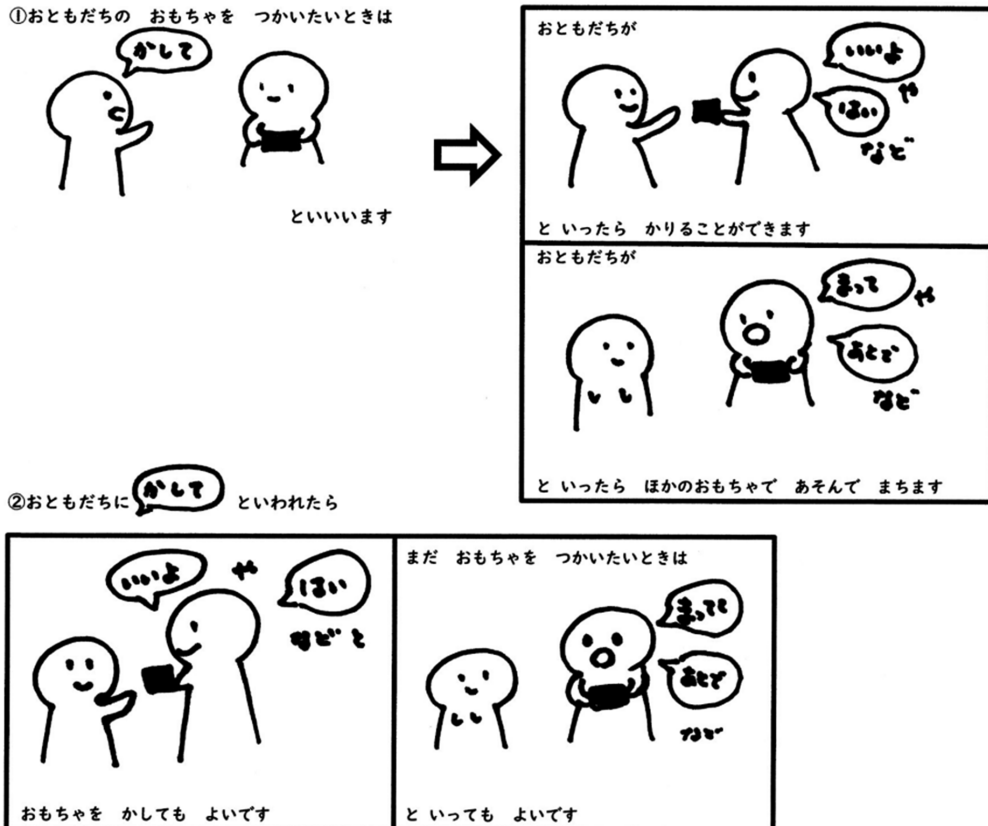 ①おともだちの　おもちゃを　つかいたいときは
かして
といいいます
おともだちが
いいよ
や
はい
など
と いったら　かりることができます
おともだちが
まって
や
あとで
など
と いったら　ほかのおもちゃで　あそんで　まちます
②おともだちに かして といわれたら
いいよ や はい
などと
おもちゃを　かしても　よいです
まだ　おもちゃを　つかいたいときは
まってて
あとで
など
と いっても　よいです